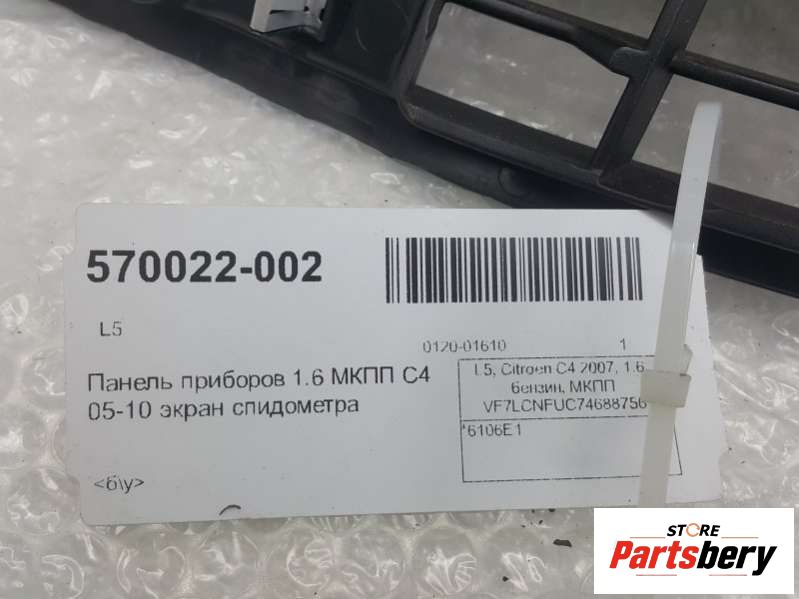 570022-002
L5
0120-01610 1
Панель приборов 1.6 МКПП С4
05-10 экран спидометра
L5, Citroen C4 2007, 1.6
бензин, МКПП
VF7LCNFUC74688756
*6106E1
<б\у>
STORE
Partsbery